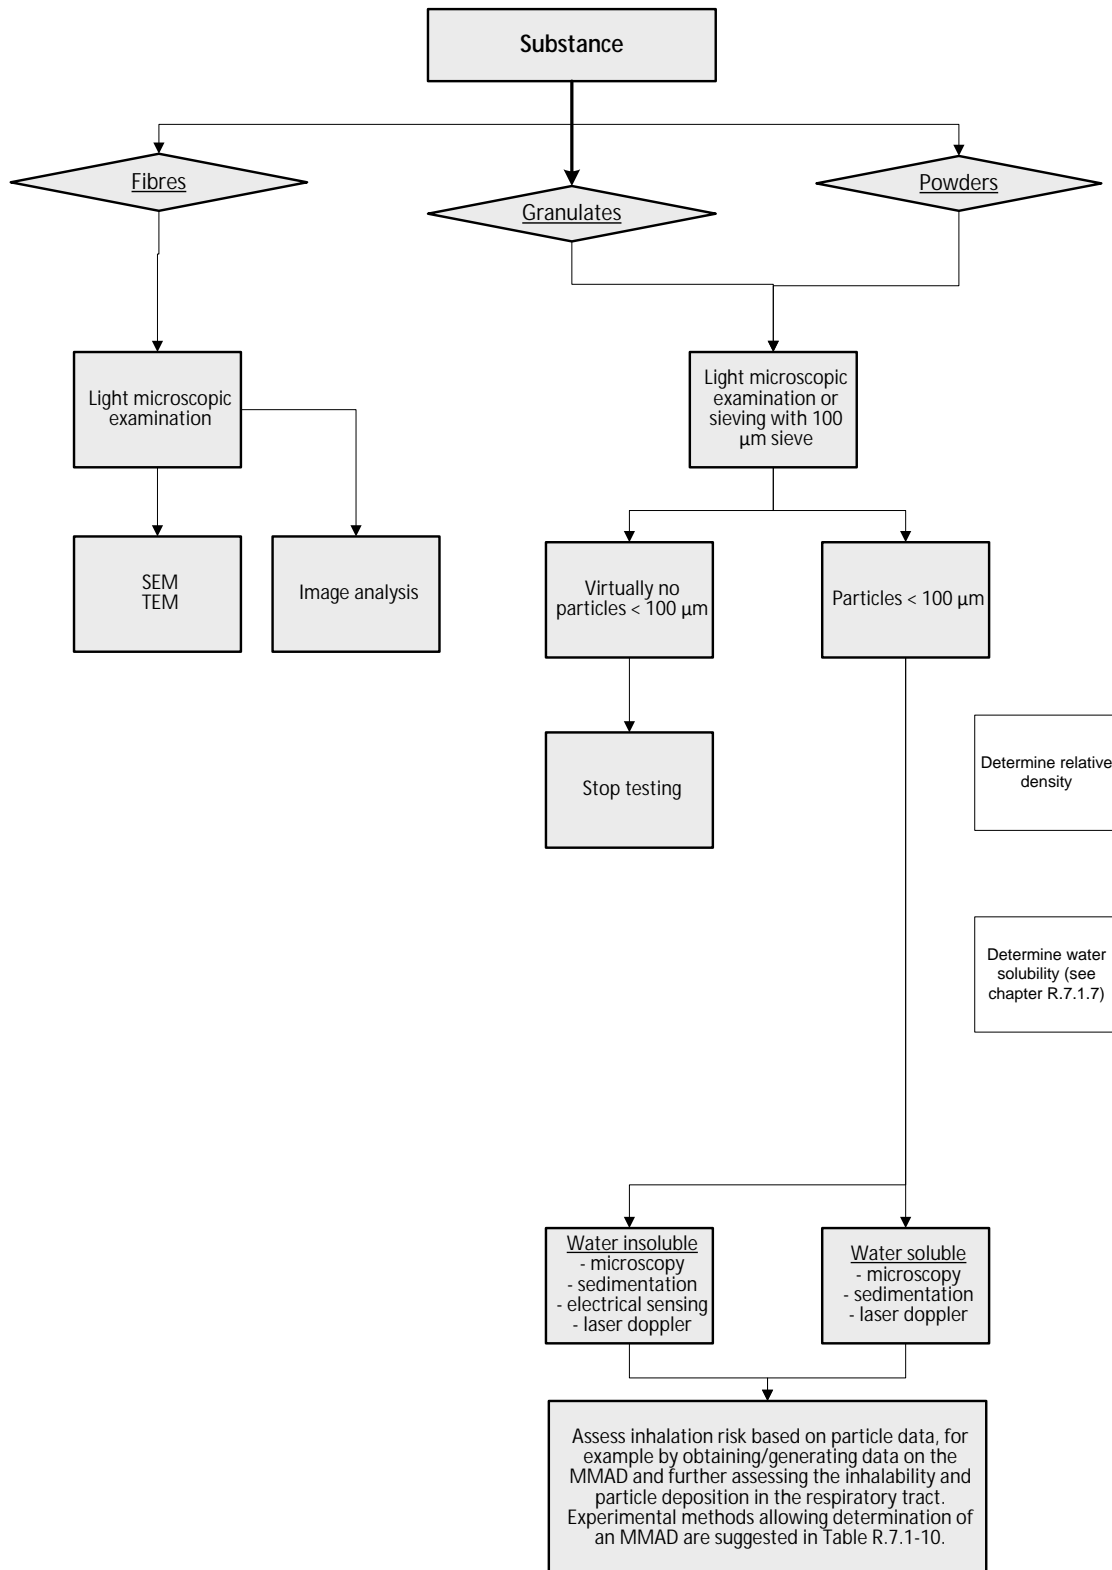 Substance
Fibres
Granulates
Powders
Light microscopic
examination
Light microscopic
examination or
sieving with 100
µm sieve
SEM
TEM
Image analysis
Virtually no
particles < 100 µm
Particles < 100 µm
Determine relative
density
Stop testing
Determine water
solubility (see
chapter R.7.1.7)
Water insoluble
- microscopy
- sedimentation
- electrical sensing
- laser doppler
Water soluble
- microscopy
- sedimentation
- laser doppler
Assess inhalation risk based on particle data, for
example by obtaining/generating data on the
MMAD and further assessing the inhalability and
particle deposition in the respiratory tract.
Experimental methods allowing determination of
an MMAD are suggested in Table R.7.1-10.